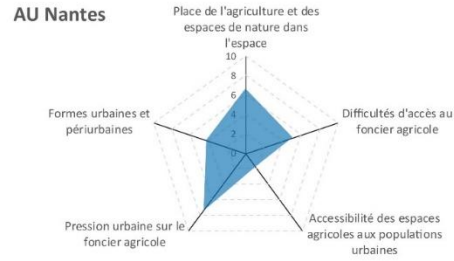 AU Nantes
Place de l'agriculture et des
espaces de nature dans
l'espace
10
8
6
4
2
0
Formes urbaines et
périurbaines
Difficultés d'accès au
foncier agricole
Pression urbaine sur le
foncier agricole
Accessibilité des espaces
agricoles aux populations
urbaines